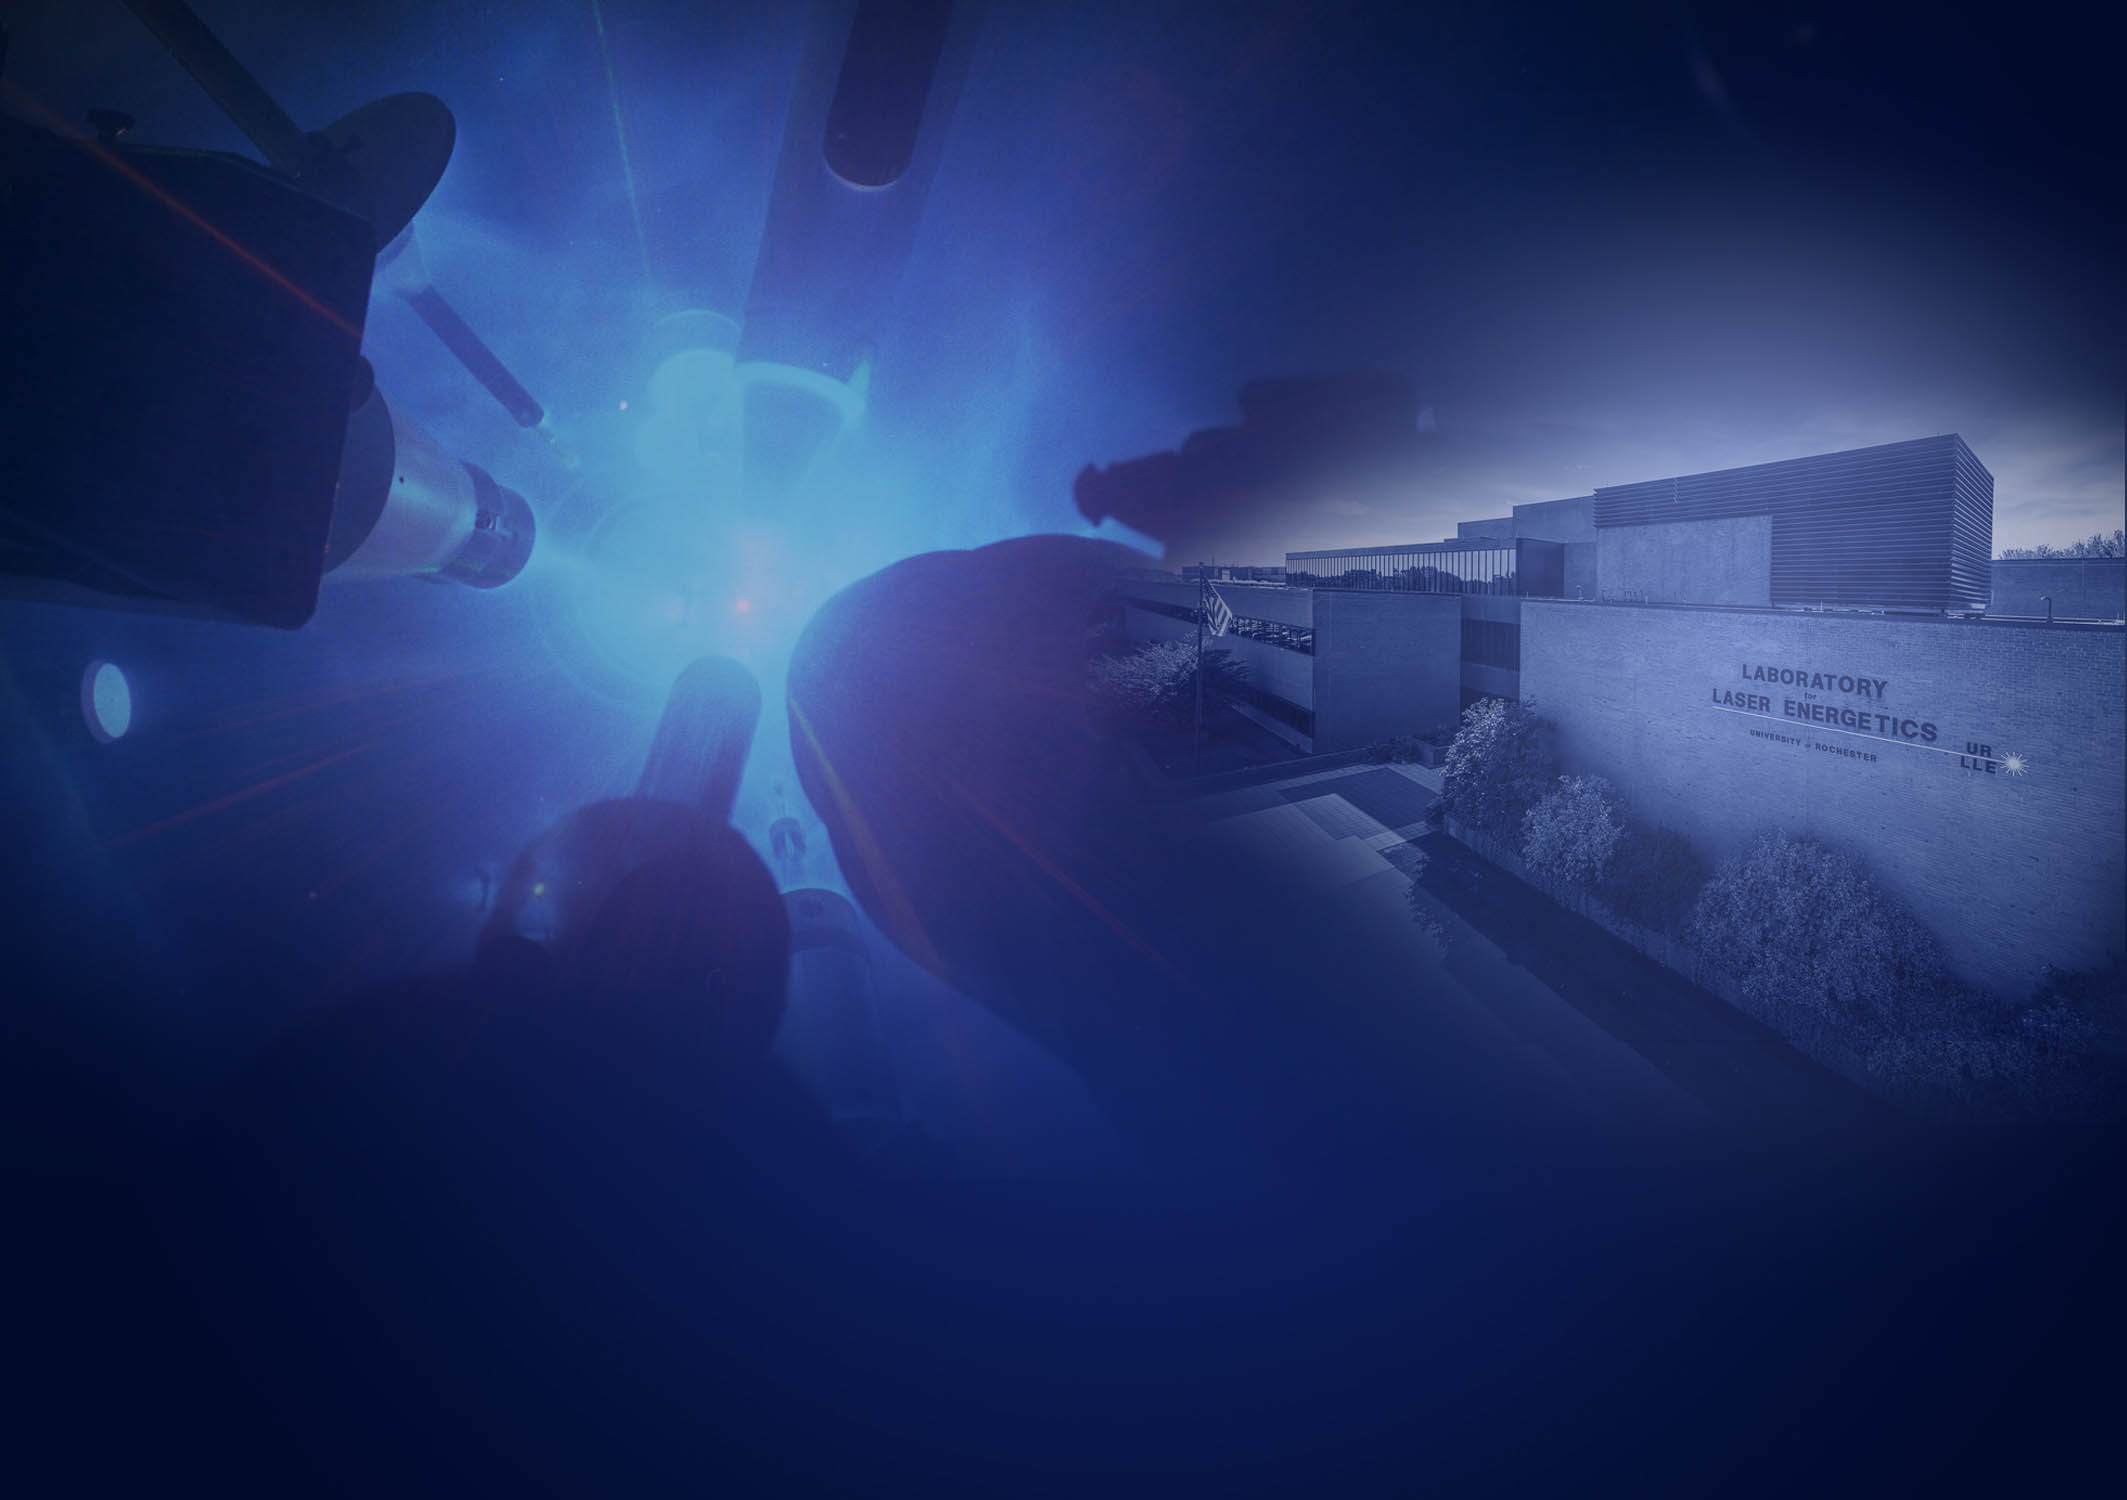 LABORATORY
for
LASER ENERGETICS
UNIVERSITY of ROCHESTER
UR
LLE